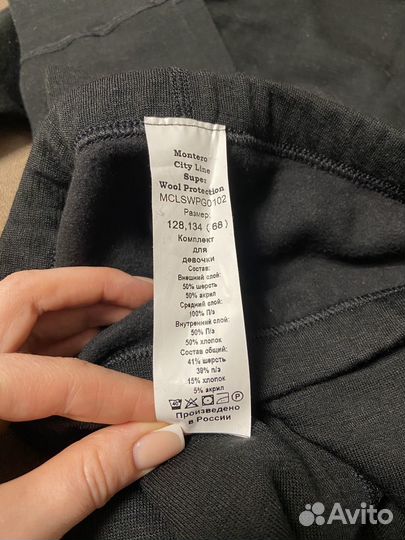 Montero
City Line
Super
Wool Protection
MCLSWPG0102
Размер:
128,134 (68)
Комплект
для
девочки
Состав:
Внешний слой:
50% шерсть
50% акрил
Средний слой:
100% П/э
Внутренний слой:
50% П/э
50% хлопок
Состав общий:
41% шерсть
39% п/э
15% хлопок
5% акрил
40 P
Произведено
в России
Avito